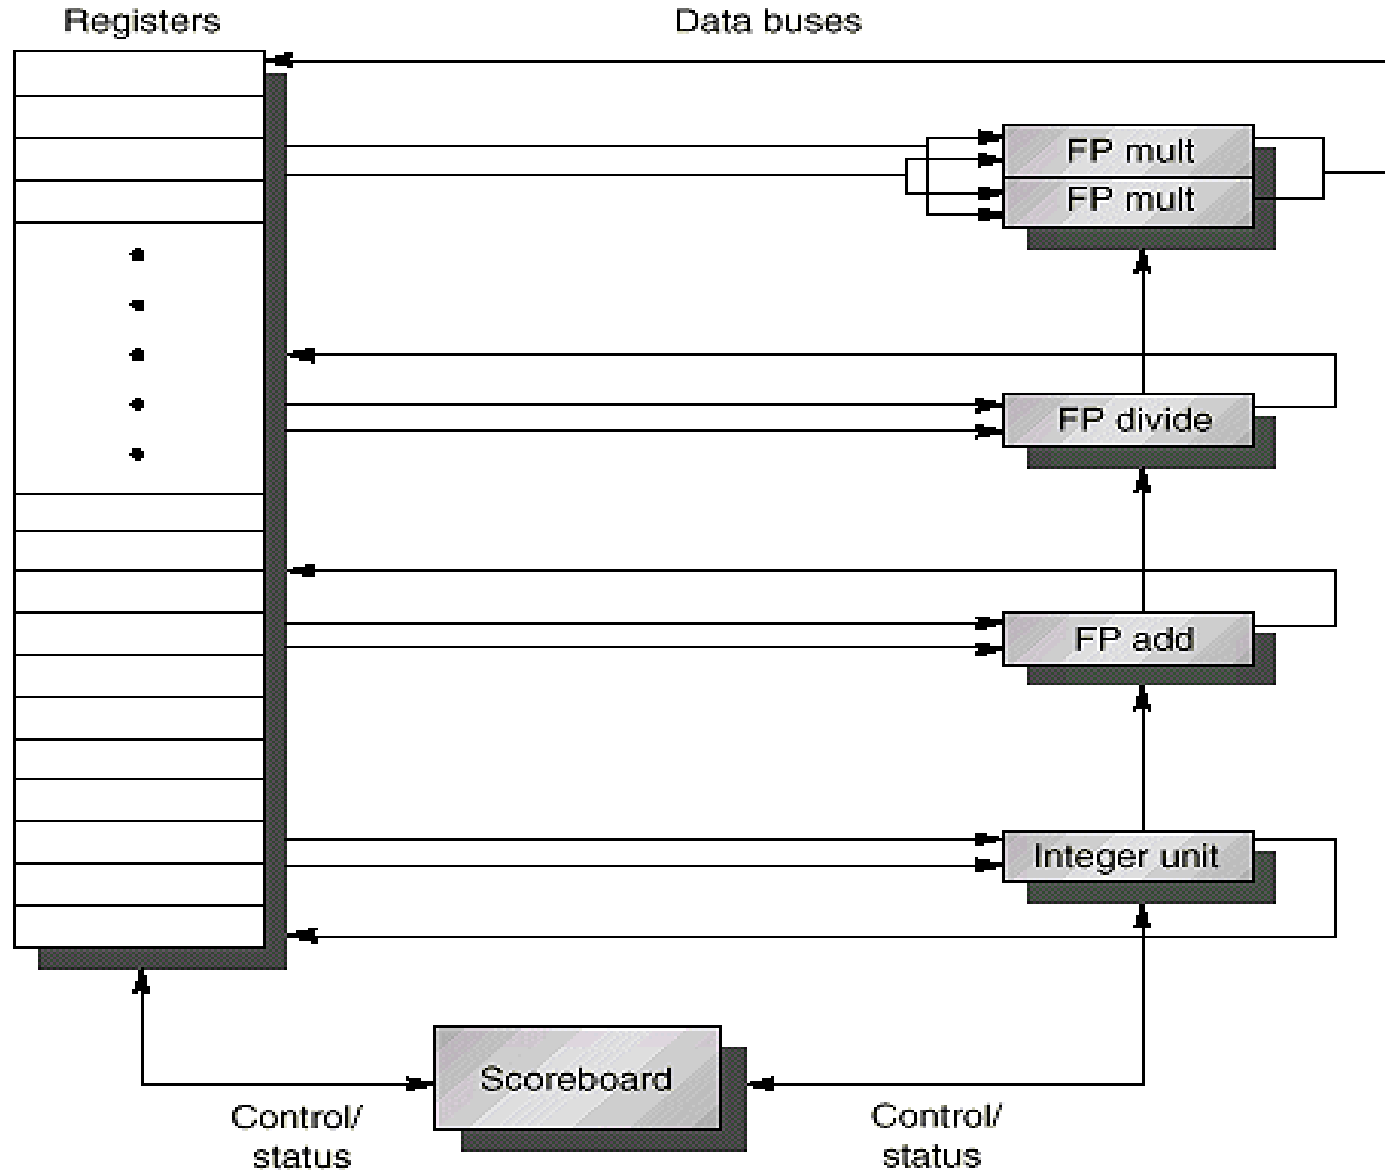 Registers
Data buses
FP mult
FP mult
FP divide
FP add
Integer unit
Scoreboard
Control/
status
Control/
status